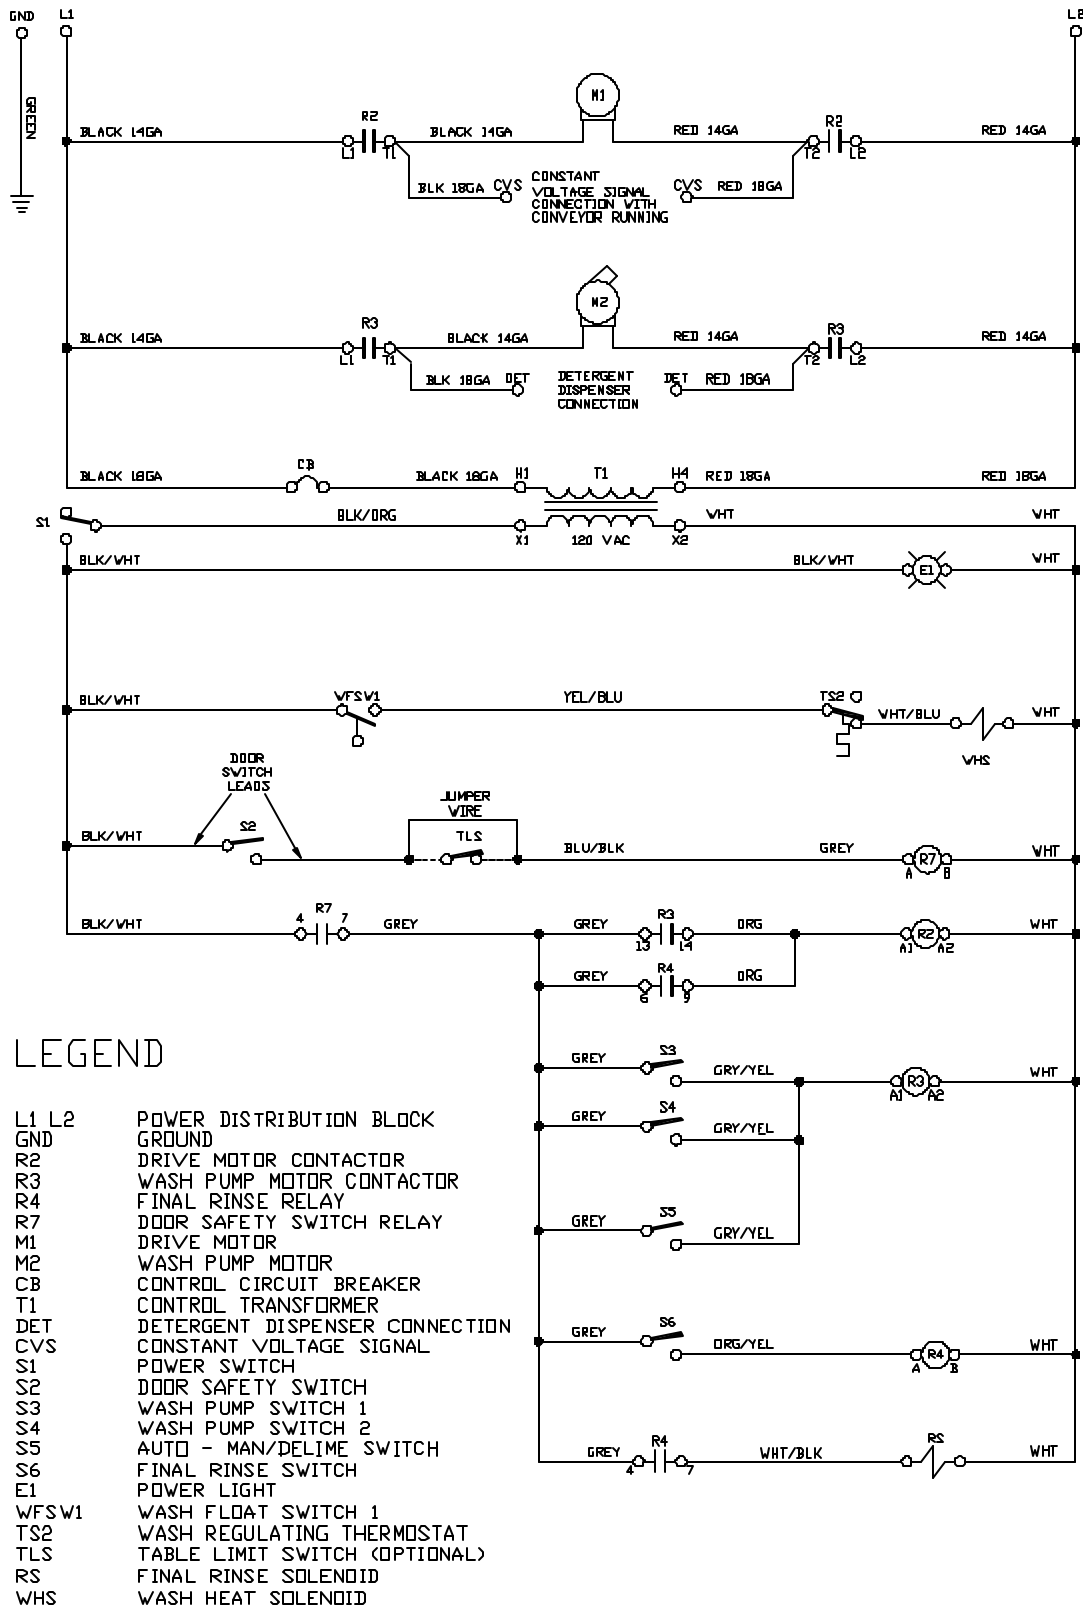 GND L1 L2
GREEN
M1
BLACK 14GA R2 BLACK 14GA RED 14GA R2 RED 14GA
L1 T1 T2 L2
BLK 18GA CVS CONSTANT CVS RED 18GA
VOLTAGE SIGNAL
CONNECTION WITH
CONVEYOR RUNNING
M2
BLACK 14GA R3 BLACK 14GA RED 14GA R3 RED 14GA
L1 T1 T2 L2
BLK 18GA DET DETERGENT DET RED 18GA
DISPENSER
CONNECTION
BLACK 18GA CB BLACK 18GA H1 T1 H4 RED 18GA RED 18GA
S1 BLK/ORG WHT WHT
X1 120 VAC X2
BLK/WHT BLK/WHT E1 WHT
BLK/WHT WFSW1 YEL/BLU TS2 WHT/BLU WHT
WHS
DOOR
SWITCH
LEADS
JUMPER
WIRE
BLK/WHT S2 TLS BLU/BLK GREY R7 WHT
A B
BLK/WHT 4 R7 7 GREY GREY R3 ORG R2 WHT
13 14 A1 A2
GREY R4 ORG
6 9
GREY S3 GRY/YEL R3 WHT
A1 A2
GREY S4 GRY/YEL
GREY S5 GRY/YEL
GREY S6 ORG/YEL R4 WHT
A B
GREY R4 WHT/BLK RS WHT
4 7
LEGEND
L1 L2 POWER DISTRIBUTION BLOCK
GND GROUND
R2 DRIVE MOTOR CONTACTOR
R3 WASH PUMP MOTOR CONTACTOR
R4 FINAL RINSE RELAY
R7 DOOR SAFETY SWITCH RELAY
M1 DRIVE MOTOR
M2 WASH PUMP MOTOR
CB CONTROL CIRCUIT BREAKER
T1 CONTROL TRANSFORMER
DET DETERGENT DISPENSER CONNECTION
CVS CONSTANT VOLTAGE SIGNAL
S1 POWER SWITCH
S2 DOOR SAFETY SWITCH
S3 WASH PUMP SWITCH 1
S4 WASH PUMP SWITCH 2
S5 AUTO - MAN/DELIME SWITCH
S6 FINAL RINSE SWITCH
E1 POWER LIGHT
WFSW1 WASH FLOAT SWITCH 1
TS2 WASH REGULATING THERMOSTAT
TLS TABLE LIMIT SWITCH (OPTIONAL)
RS FINAL RINSE SOLENOID
WHS WASH HEAT SOLENOID